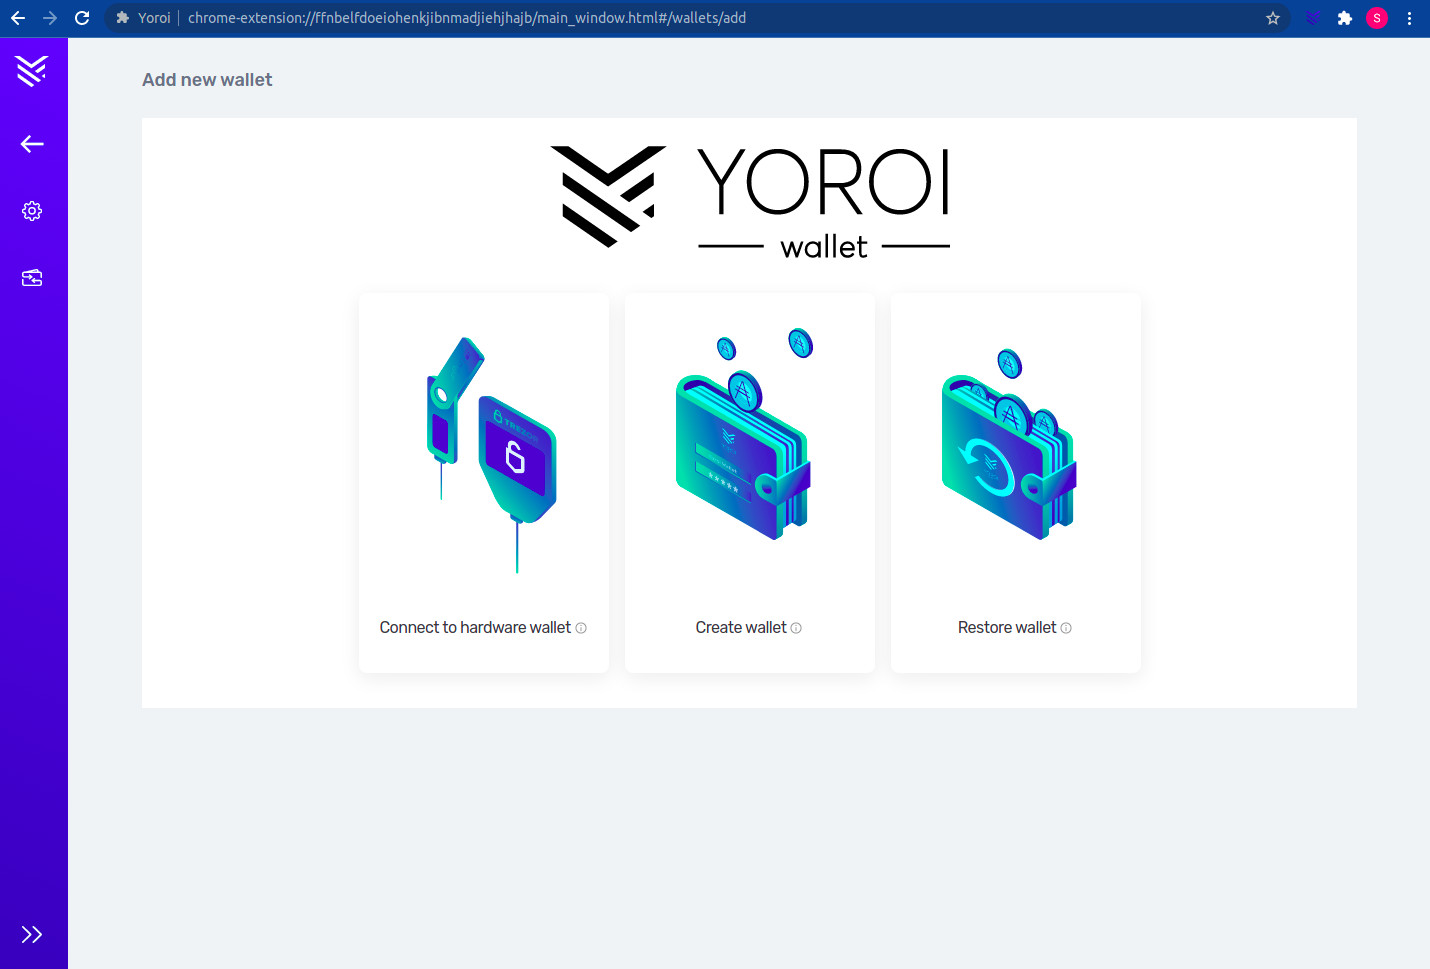 Yoroi
chrome-extension://ffnbelfdoeiohenkjibnmadjiehjhajb/main_window.html#/wallets/add
S
Add new wallet
YOROI
wallet
TREZOR
Connect to hardware wallet
Create wallet
Restore wallet